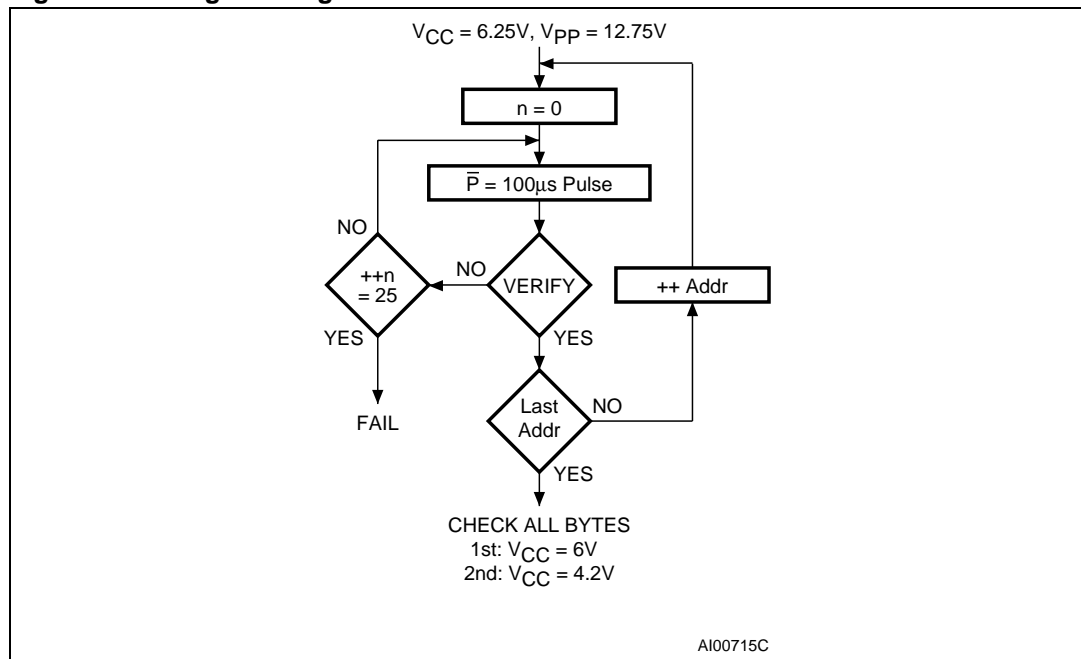 VCC = 6.25V, VPP = 12.75V
n = 0
P̅ = 100µs Pulse
NO
++n
= 25
NO
VERIFY
++ Addr
YES
YES
FAIL
Last
Addr
NO
YES
CHECK ALL BYTES
1st: VCC = 6V
2nd: VCC = 4.2V
AI00715C